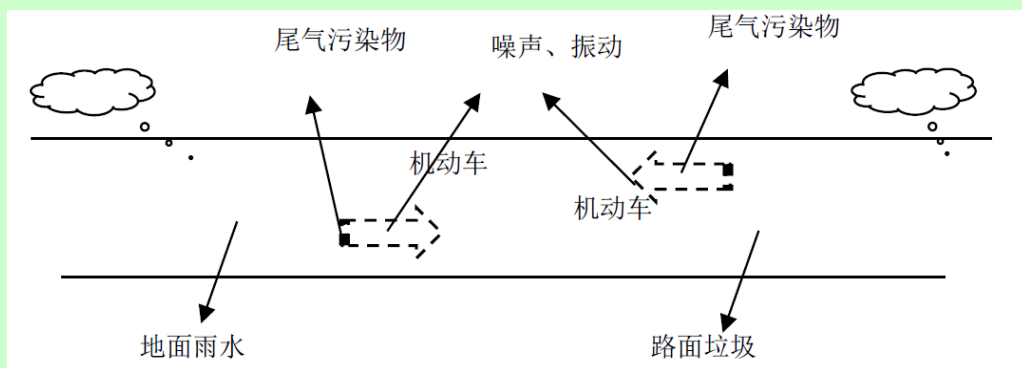 尾气污染物
噪声、振动
尾气污染物
机动车
机动车
地面雨水
路面垃圾